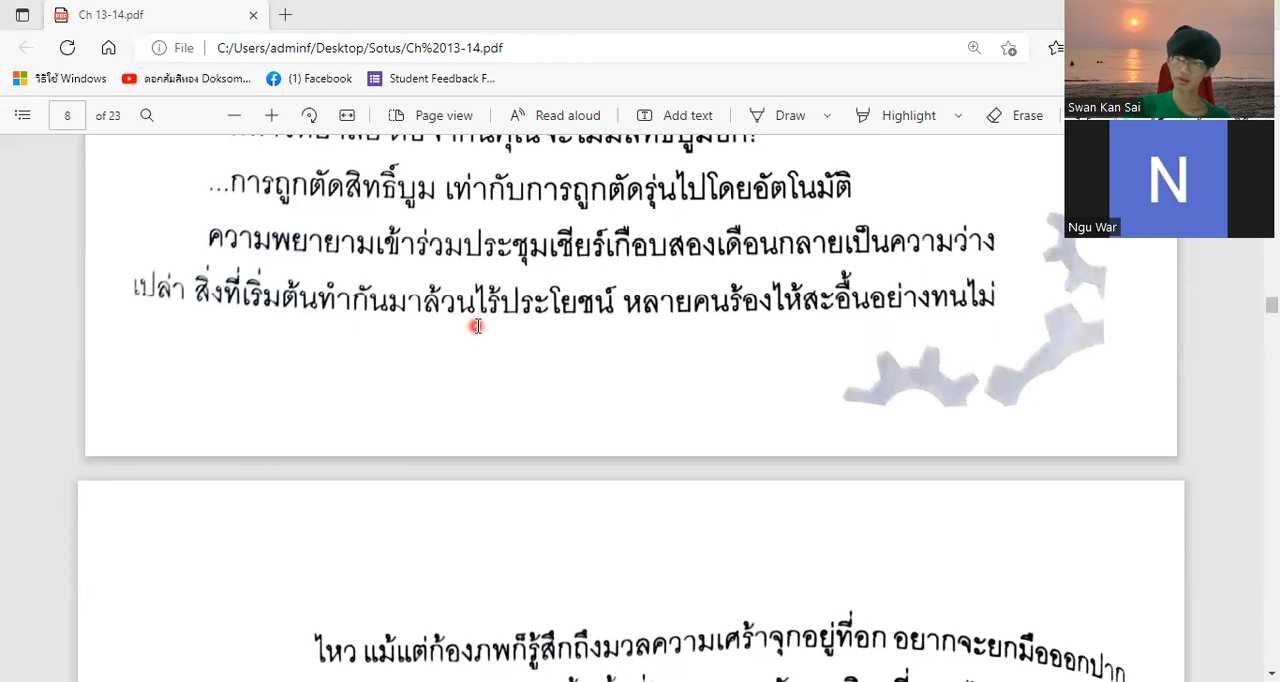 Ch 13-14.pdf
File C:/Users/adminf/Desktop/Sotus/Ch%2013-14.pdf
วิธีใช้ Windows ดอกส้มสีทอง Doksom... (1) Facebook Student Feedback F...
8 of 23 Page view Read aloud Add text Draw Highlight Erase
Swan Kan Sai
N
Ngu War
...การถูกตัดสิทธิ์บูม เท่ากับการถูกตัดรุ่นไปโดยอัตโนมัติ
ความพยายามเข้าร่วมประชุมเชียร์เกือบสองเดือนกลายเป็นความว่าง
เปล่า สิ่งที่เริ่มต้นทำกันมาล้วนไร้ประโยชน์ หลายคนร้องไห้สะอื้นอย่างทนไม่
ไหว แม้แต่ก้องภพก็รู้สึกถึงมวลความเศร้าจุกอยู่ที่อก อยากจะยกมือออกปาก